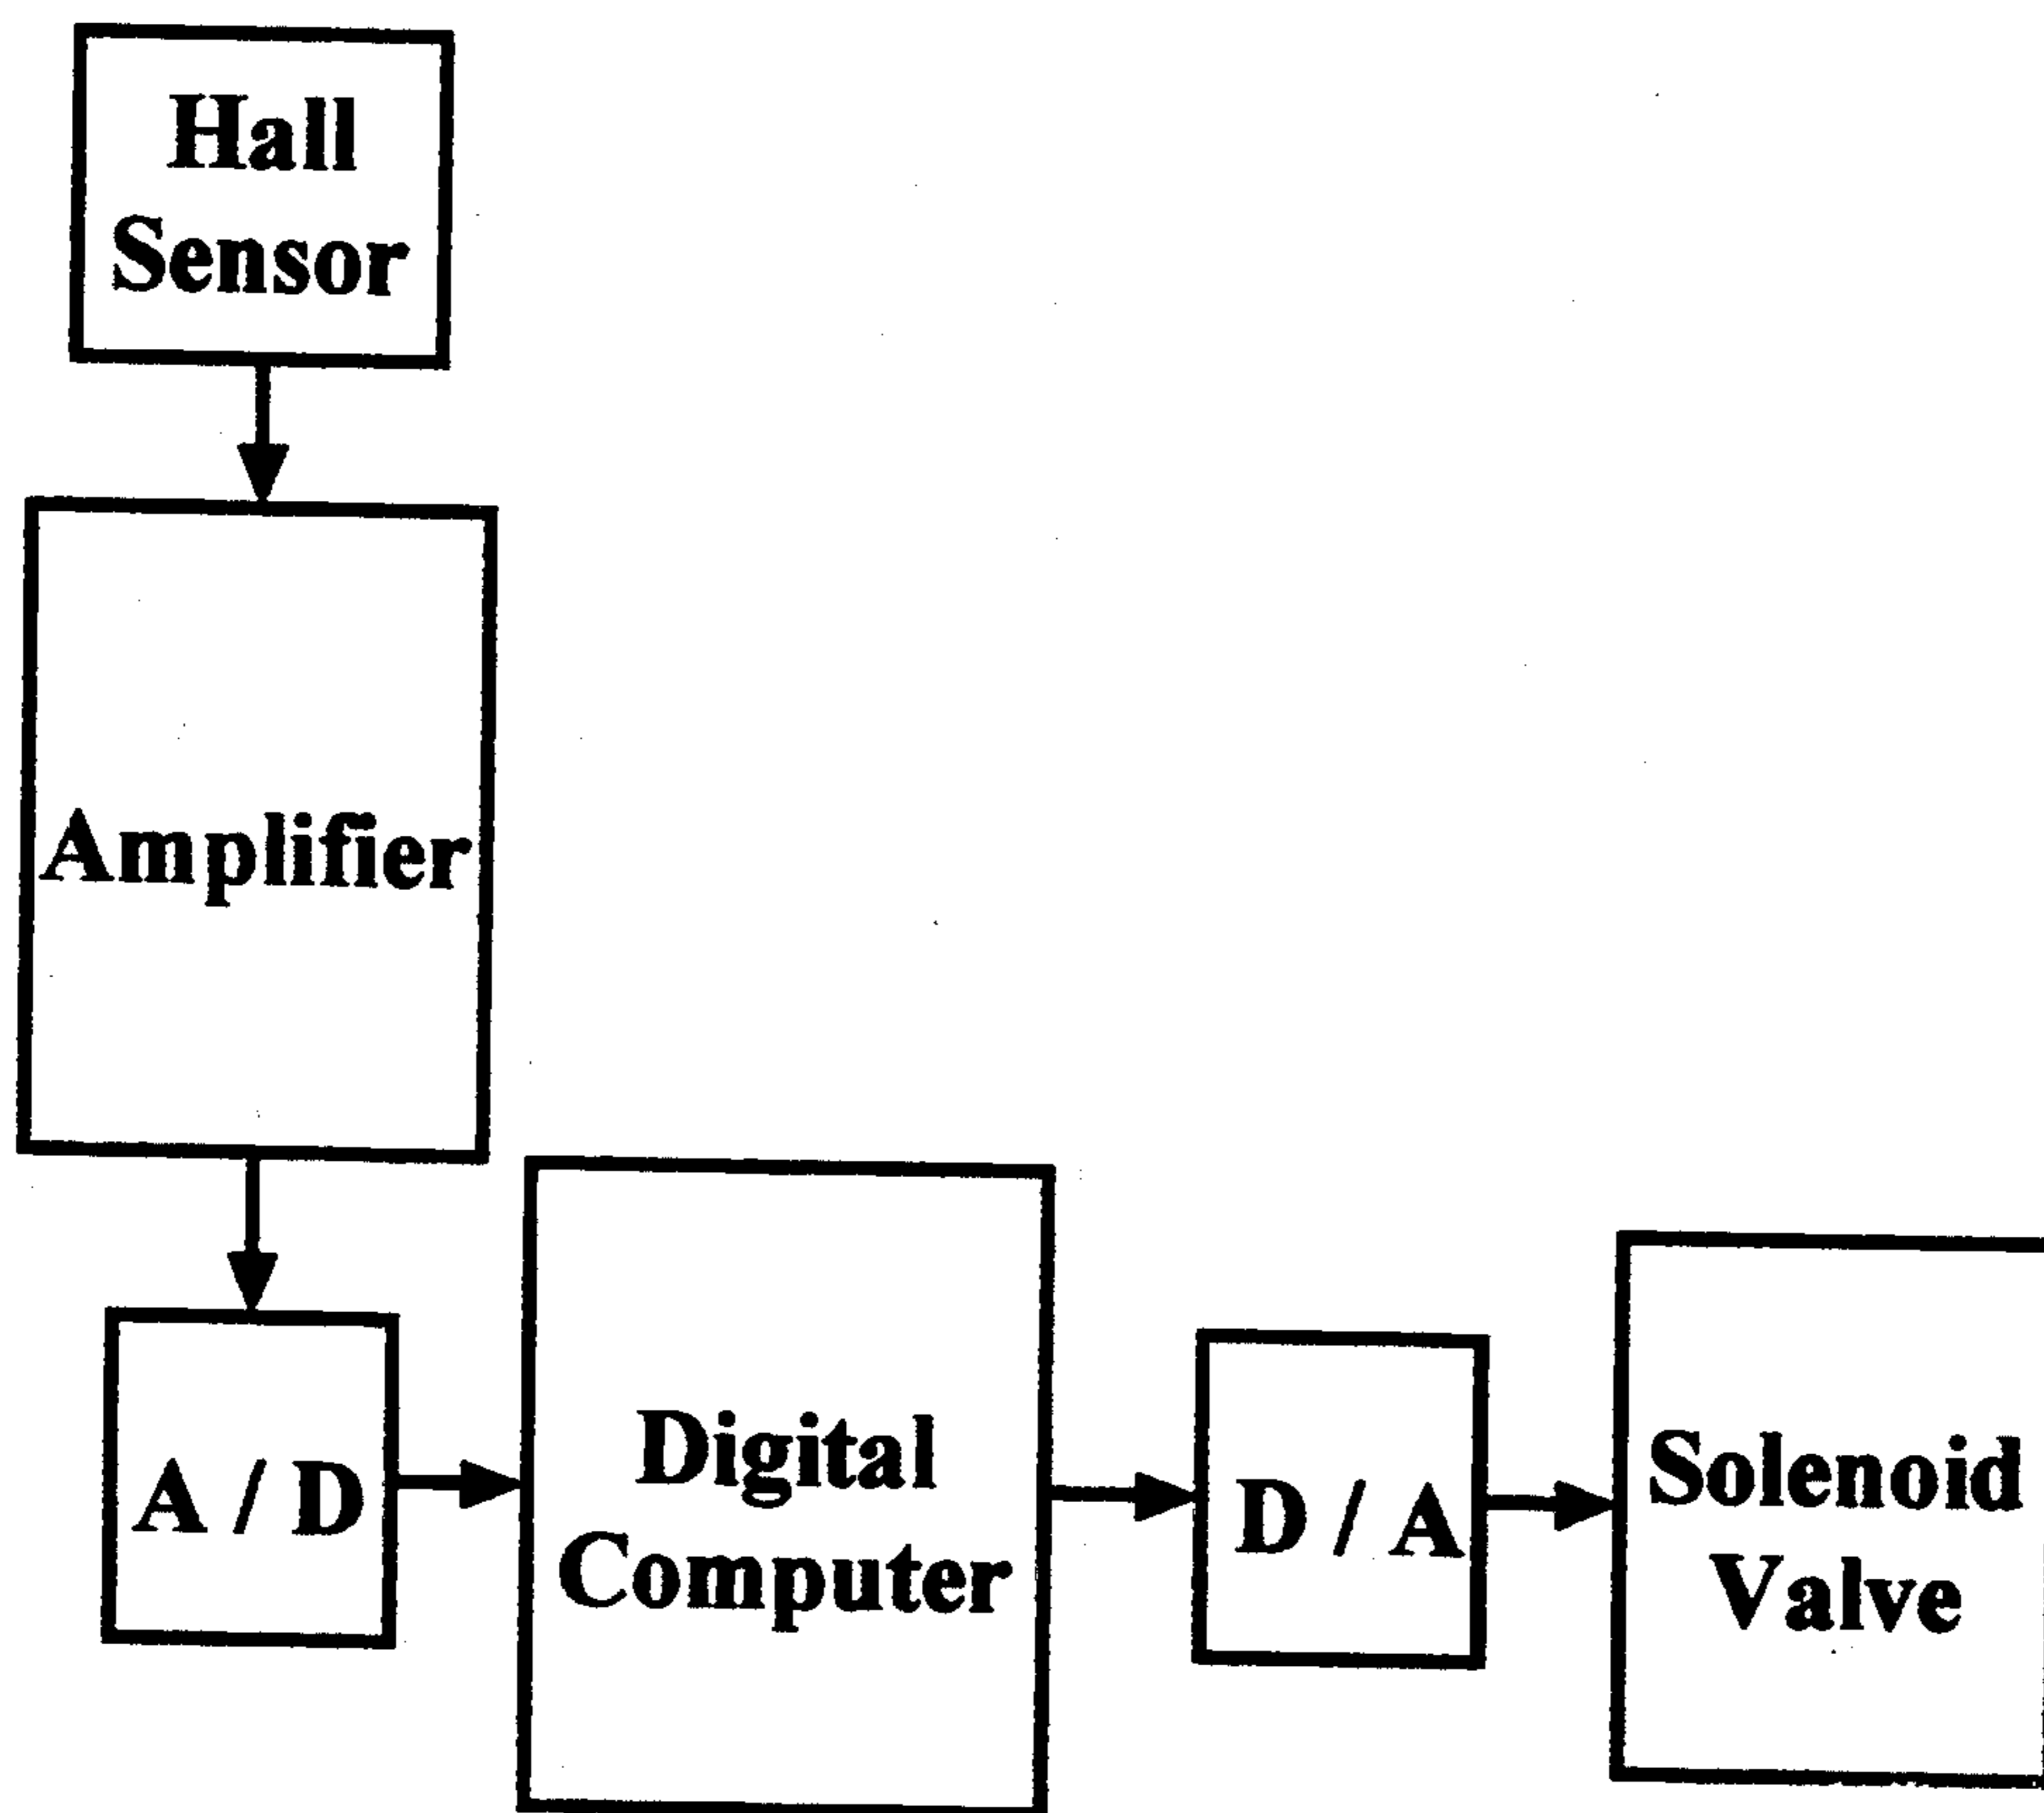 Hall
Sensor
Amplifier
A / D
Digital
Computer
D / A
Solenoid
Valve